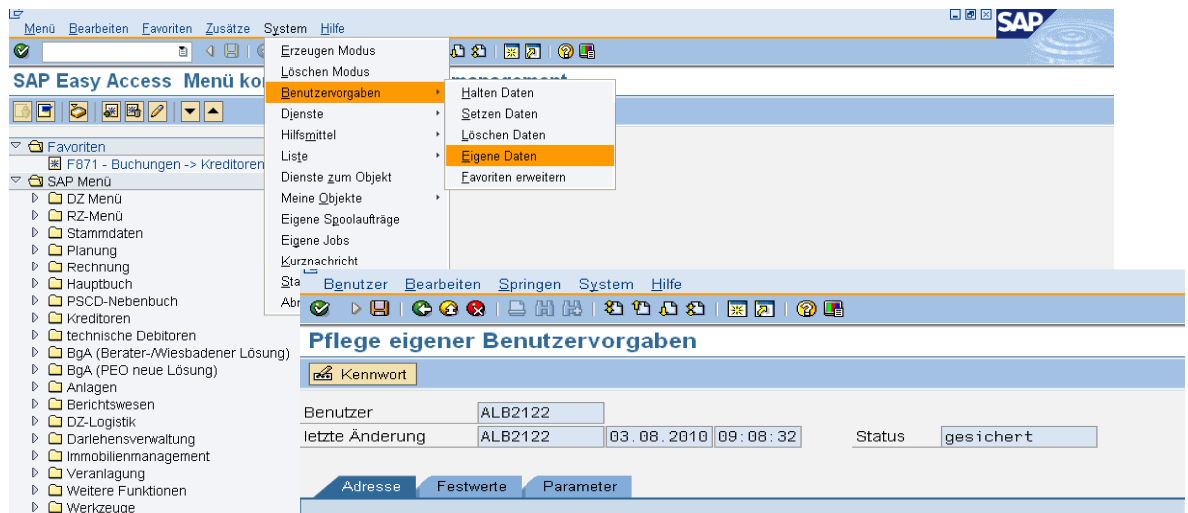 Menü Bearbeiten Favoriten Zusätze System Hilfe
SAP
SAP Easy Access Menü
Erzeugen Modus
Löschen Modus
Benutzervorgaben
Dienste
Hilfsmittel
Liste
Dienste zum Objekt
Meine Objekte
Eigene Spoolaufträge
Eigene Jobs
Kurznachricht
Halten Daten
Setzen Daten
Löschen Daten
Eigene Daten
Favoriten erweitern
Favoriten
F871 - Buchungen -> Kreditoren
SAP Menü
DZ Menü
RZ-Menü
Stammdaten
Planung
Rechnung
Hauptbuch
PSCD-Nebenbuch
Kreditoren
technische Debitoren
BgA (Berater-/Wiesbadener Lösung)
BgA (PEO neue Lösung)
Anlagen
Berichtswesen
DZ-Logistik
Darlehensverwaltung
Immobilienmanagement
Veranlagung
Weitere Funktionen
Werkzeuge
Benutzer Bearbeiten Springen System Hilfe
Pflege eigener Benutzervorgaben
Kennwort
Benutzer ALB2122
letzte Änderung ALB2122 03.08.2010 09:08:32 Status gesichert
Adresse Festwerte Parameter